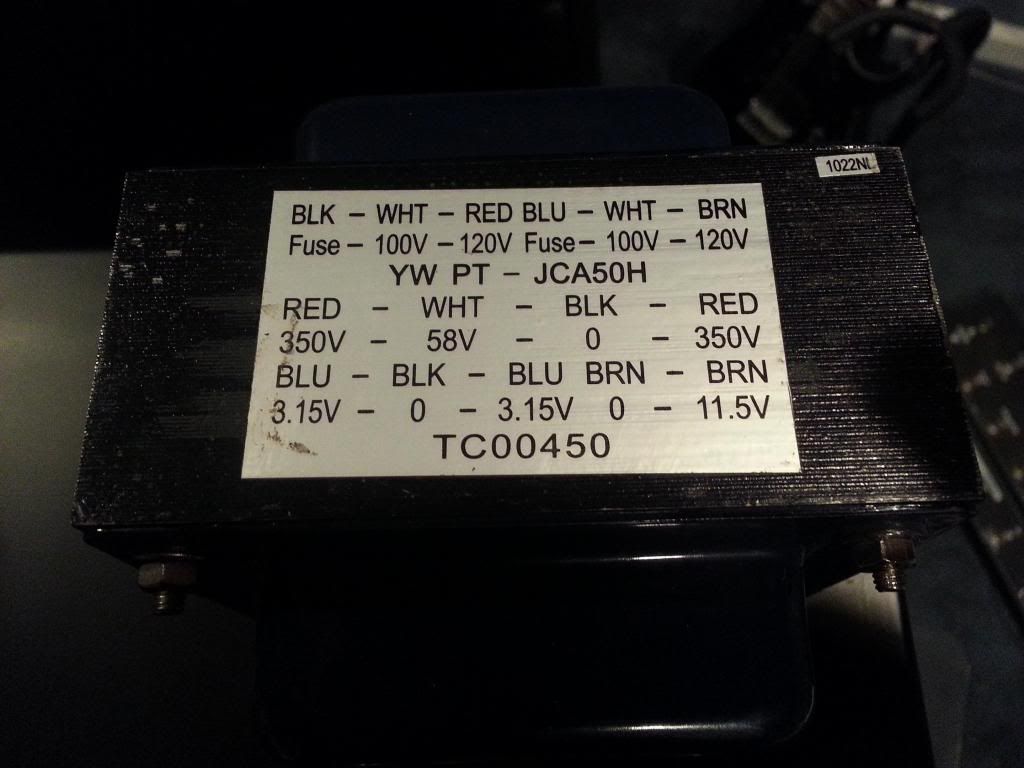 1022NL
BLK – WHT – RED BLU – WHT – BRN
Fuse – 100V – 120V Fuse – 100V – 120V
YW PT – JCA50H
RED – WHT – BLK – RED
350V – 58V – 0 – 350V
BLU – BLK – BLU BRN – BRN
3.15V – 0 – 3.15V 0 – 11.5V
TC00450